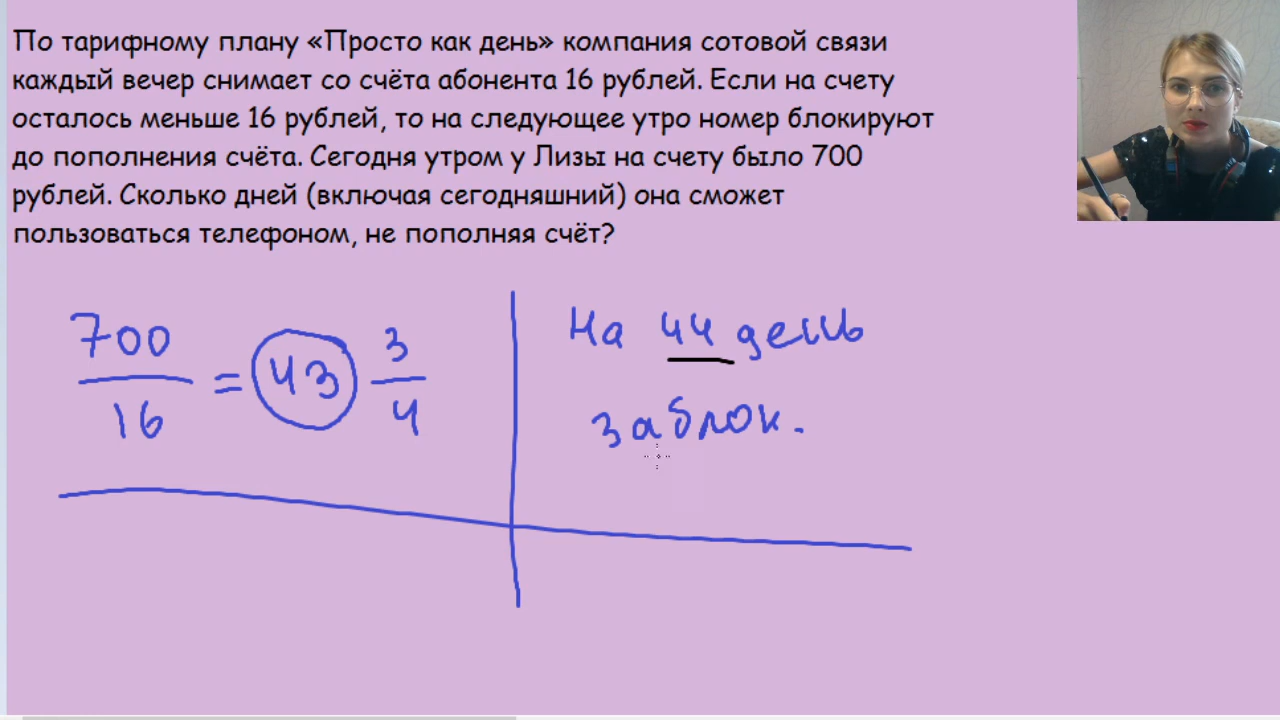 По тарифному плану «Просто как день» компания сотовой связи
каждый вечер снимает со счёта абонента 16 рублей. Если на счету
осталось меньше 16 рублей, то на следующее утро номер блокируют
до пополнения счёта. Сегодня утром у Лизы на счету было 700
рублей. Сколько дней (включая сегодняшний) она сможет
пользоваться телефоном, не пополняя счёт?
700/16 = 43 3/4
На 44 день
заблок.